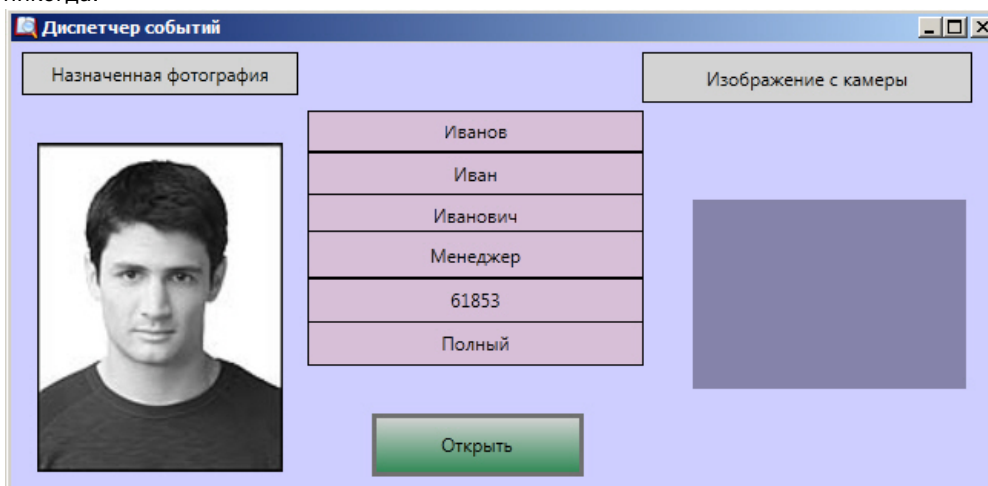 Диспетчер событий
Назначенная фотография
Изображение с камеры
Иванов
Иван
Иванович
Менеджер
61853
Полный
Открыть